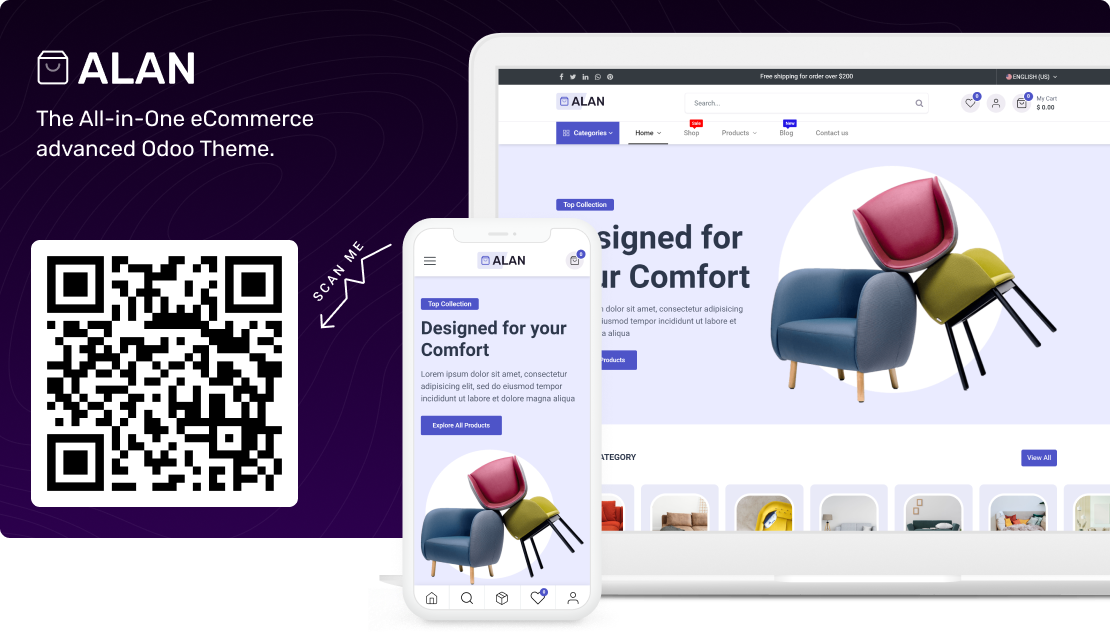 ALAN
The All-in-One eCommerce
advanced Odoo Theme.
SCAN ME
Free shipping for order over $200
ENGLISH (US)
ALAN
Search...
0
0
My Cart
$ 0.00
Categories
Home
Sale
Shop
Products
New
Blog
Contact us
Top Collection
signed for
ur Comfort
dolor sit amet, consectetur adipisicing
eiusmod tempor incididunt ut labore et
a aliqua
Products
ATEGORY
View All
ALAN
0
Top Collection
Designed for your
Comfort
Lorem ipsum dolor sit amet, consectetur
adipisicing elit, sed do eiusmod tempor
incididunt ut labore et dolore magna aliqua
Explore All Products